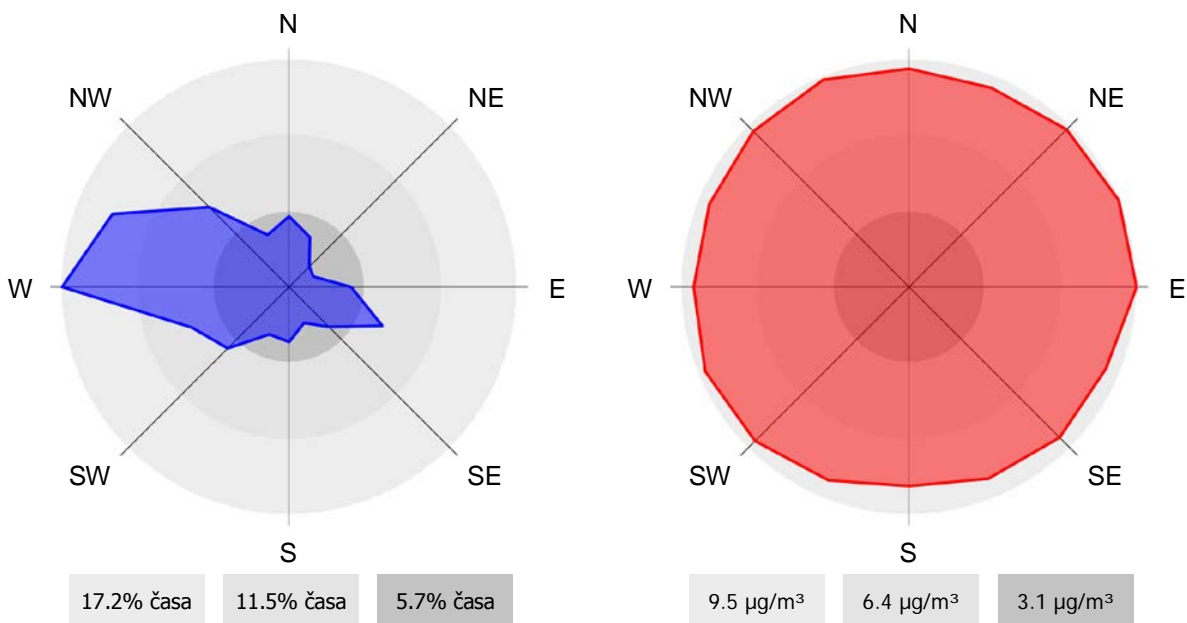 N
NW
NE
W
E
SW
SE
S
17.2% časa
11.5% časa
5.7% časa
N
NW
NE
W
E
SW
SE
S
9.5 µg/m³
6.4 µg/m³
3.1 µg/m³